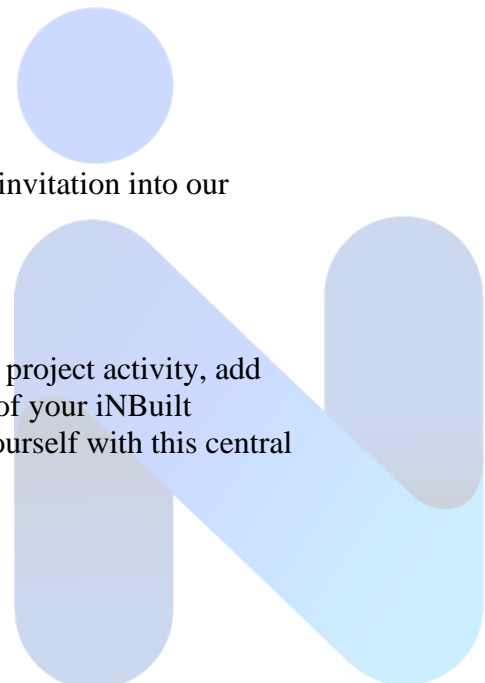 invitation into our
project activity, add
of your iNBuilt
ourself with this central